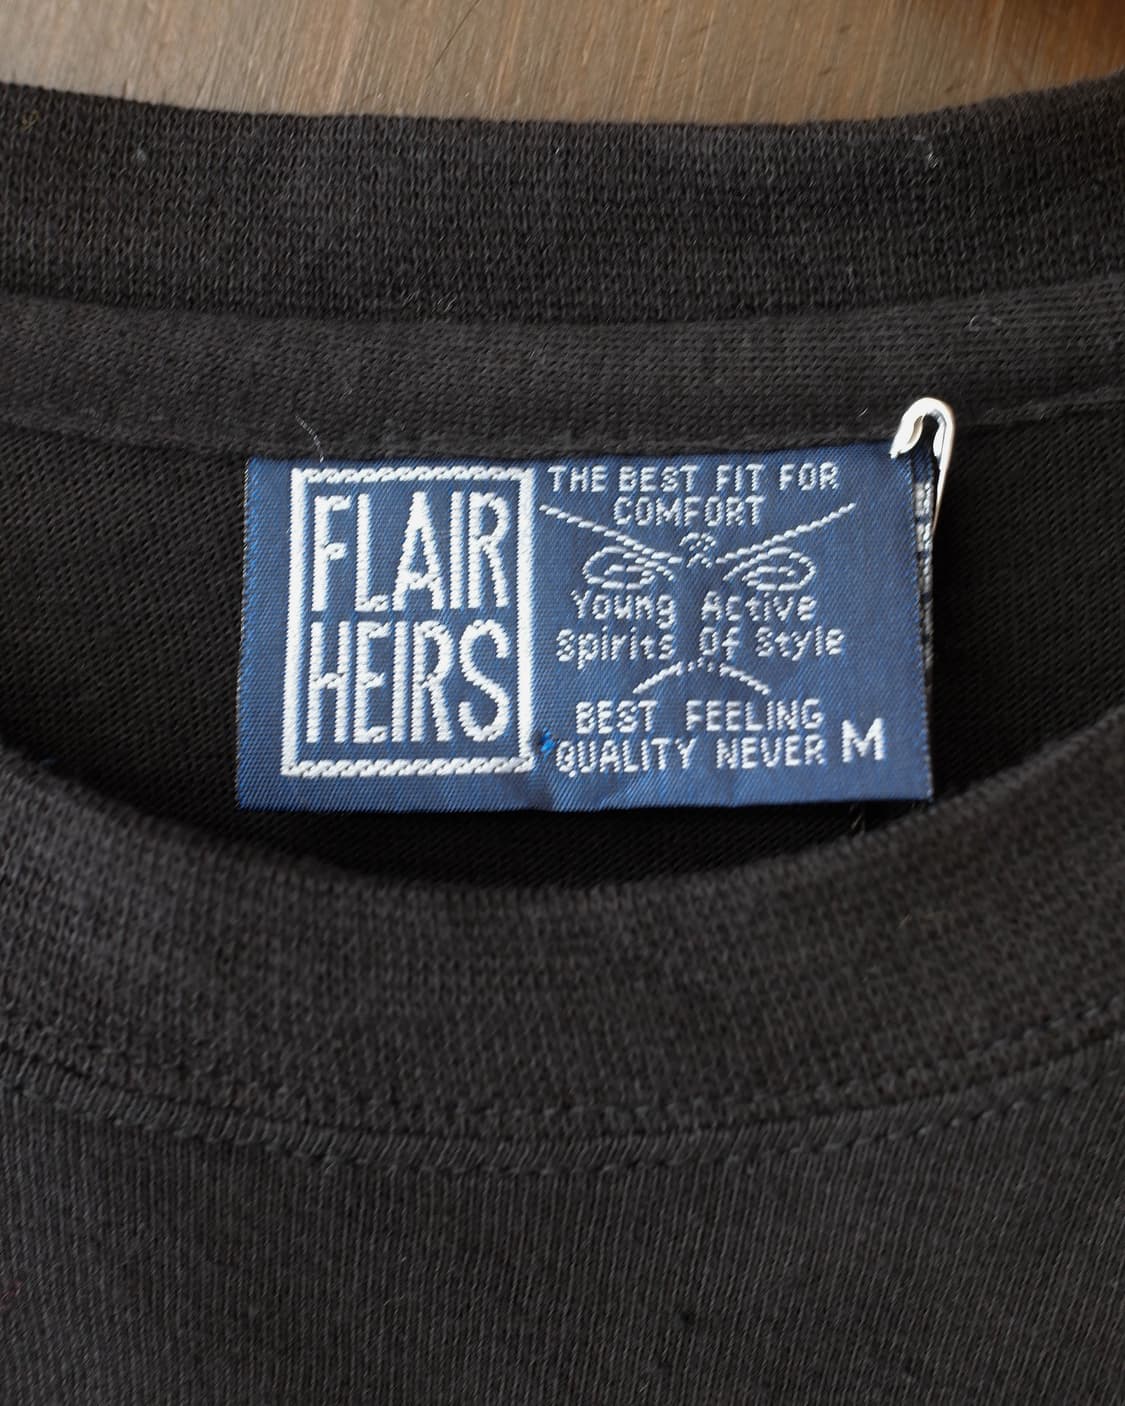 FLAIR
HEIRS
THE BEST FIT FOR
COMFORT
Young Active
Spirits Of Style
BEST FEELING
QUALITY NEVER M